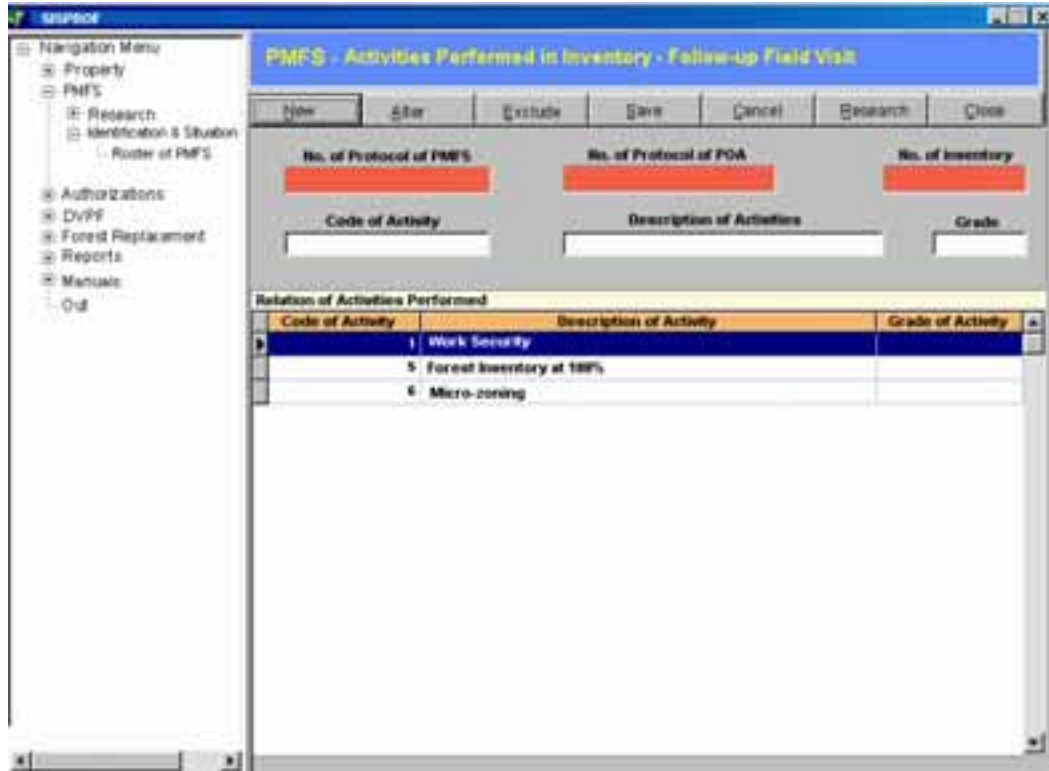 SISPROF
Navigation Menu
Property
PMFS
Research
Identification & Situation
Roster of PMFS
Authorizations
DVPF
Forest Replacement
Reports
Manuals
Out
PMFS - Activities Performed in Inventory - Follow-up Field Visit
New Alter Exclude Save Cancel Research Close
No. of Protocol of PMFS No. of Protocol of POA No. of Inventory
Code of Activity Description of Activities Grade
Relation of Activities Performed
Code of Activity Description of Activity Grade of Activity
1 Work Security
5 Forest Inventory at 100%
6 Micro-zoning